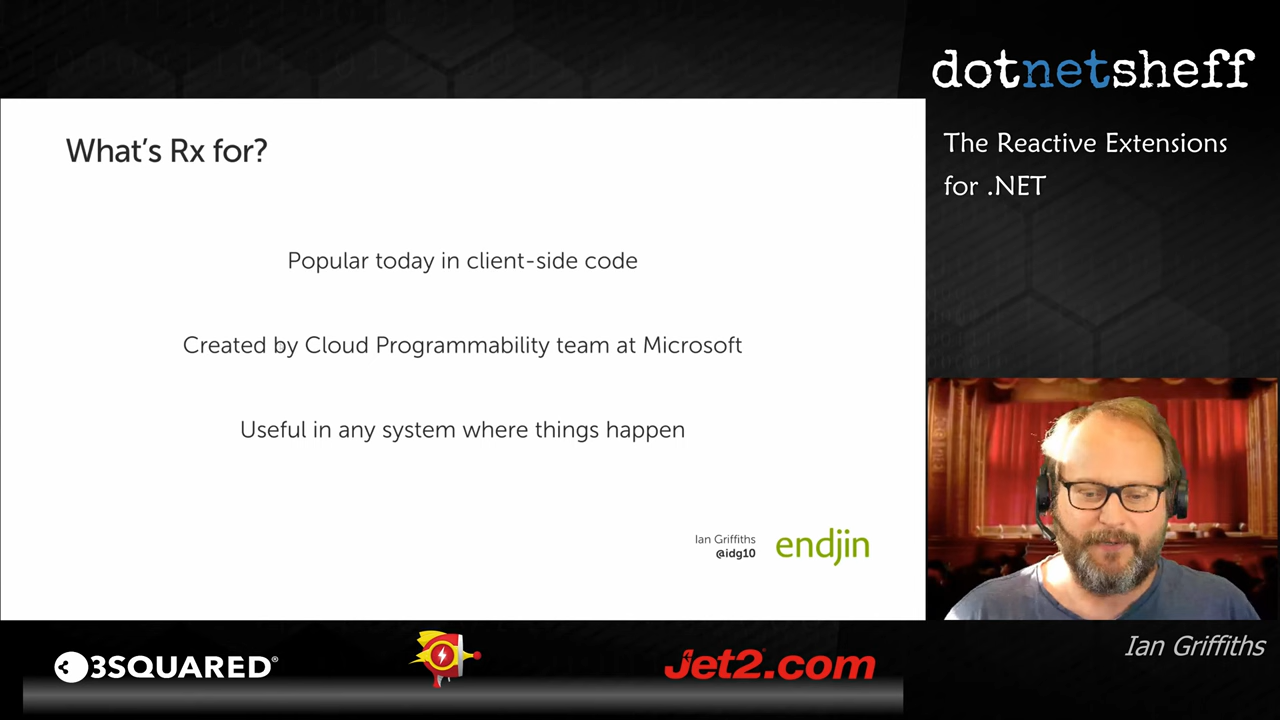 dotnetsheff
The Reactive Extensions
for .NET
What's Rx for?
Popular today in client-side code
Created by Cloud Programmability team at Microsoft
Useful in any system where things happen
Ian Griffiths
@idg10
endjin
Ian Griffiths
3SQUARED®
Jet2.com